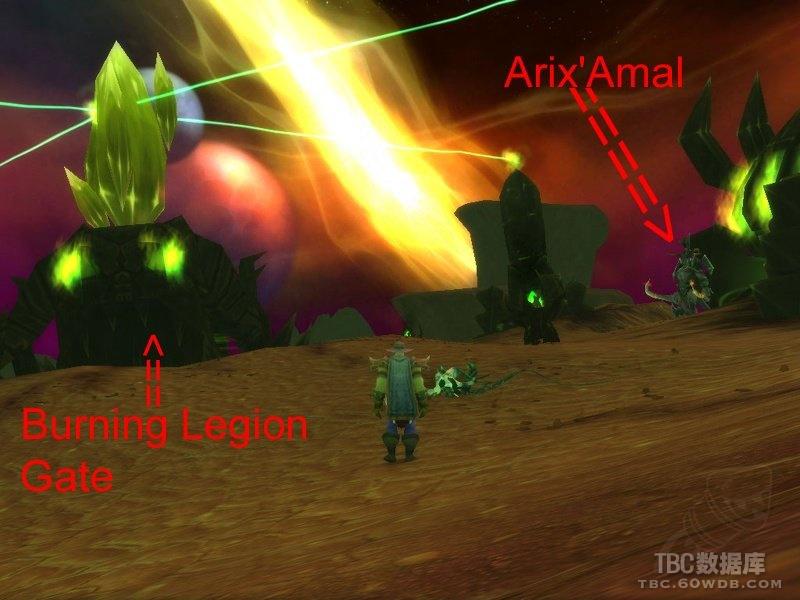 Arix'Amal
Burning Legion
Gate
TBC数据库
TBC.60WDB.COM